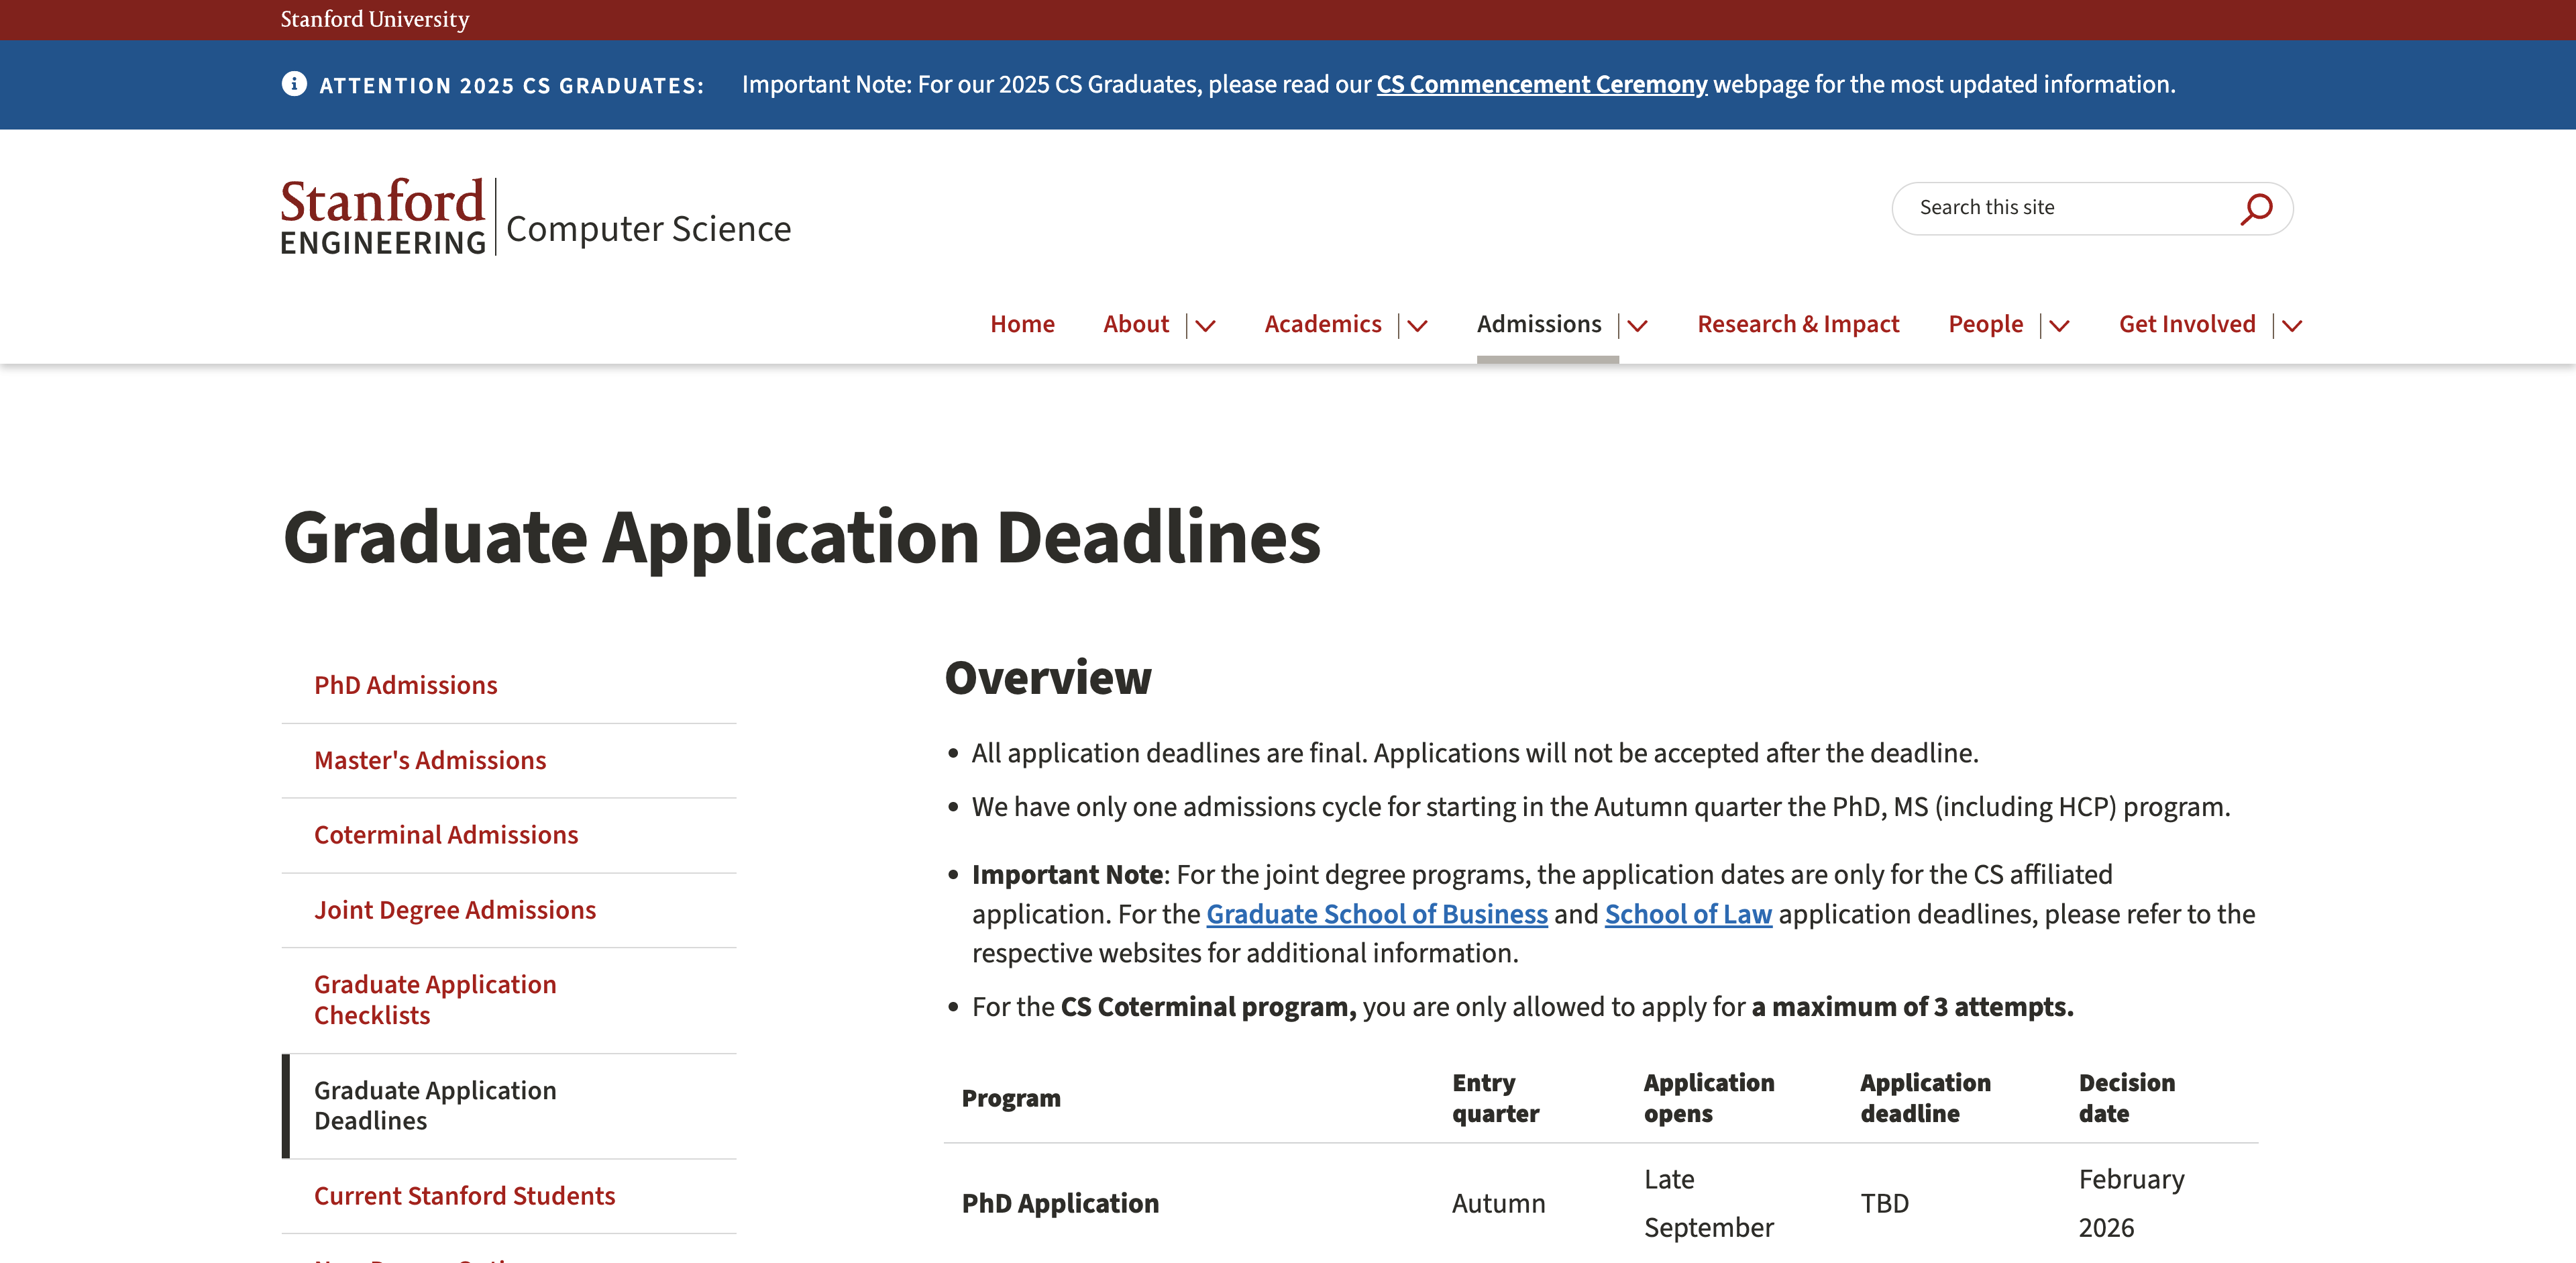 Stanford University
ATTENTION 2025 CS GRADUATES: Important Note: For our 2025 CS Graduates, please read our CS Commencement Ceremony webpage for the most updated information.
Stanford
ENGINEERING
Computer Science
Search this site
Home About Academics Admissions Research & Impact People Get Involved
Graduate Application Deadlines
PhD Admissions
Master's Admissions
Coterminal Admissions
Joint Degree Admissions
Graduate Application
Checklists
Graduate Application
Deadlines
Current Stanford Students
Overview
• All application deadlines are final. Applications will not be accepted after the deadline.
• We have only one admissions cycle for starting in the Autumn quarter the PhD, MS (including HCP) program.
• Important Note: For the joint degree programs, the application dates are only for the CS affiliated
application. For the Graduate School of Business and School of Law application deadlines, please refer to the
respective websites for additional information.
• For the CS Coterminal program, you are only allowed to apply for a maximum of 3 attempts.
Program
Entry
quarter
Application
opens
Application
deadline
Decision
date
PhD Application
Autumn
Late
September
TBD
February
2026